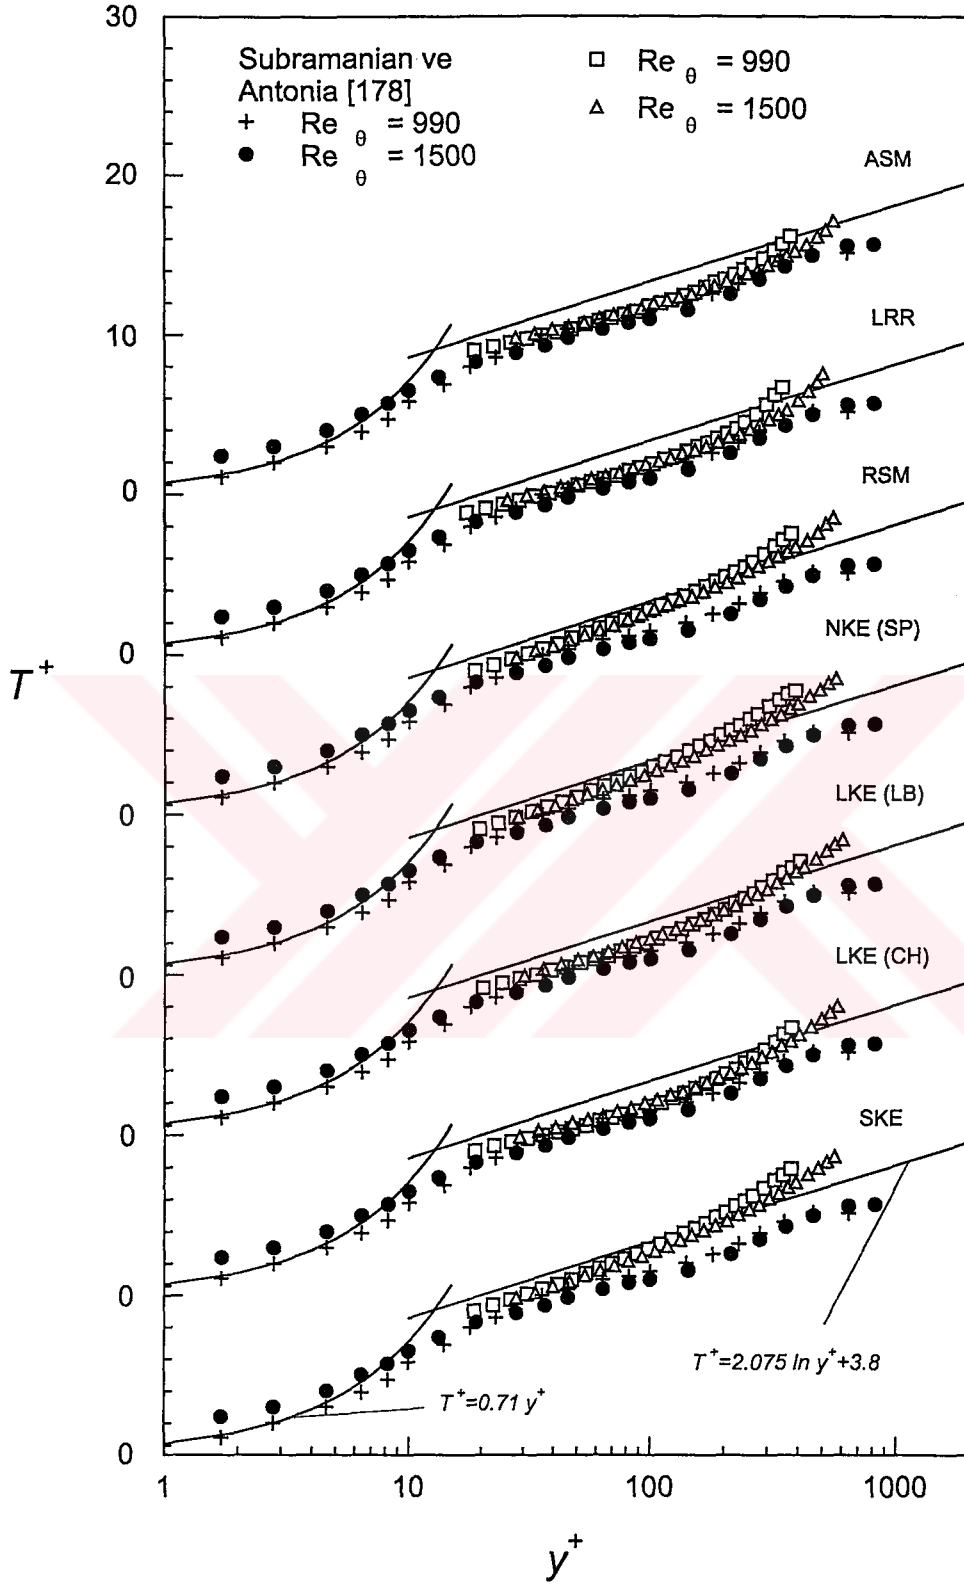 30
Subramanian ve
Antonia [178]
+ Re θ = 990
● Re θ = 1500
□ Re θ = 990
△ Re θ = 1500
ASM
20
LRR
10
RSM
0
NKE (SP)
0
T+
LKE (LB)
0
LKE (CH)
0
SKE
0
0
T+=2.075 ln y++3.8
T+=0.71 y+
0
1
10
100
1000
y+